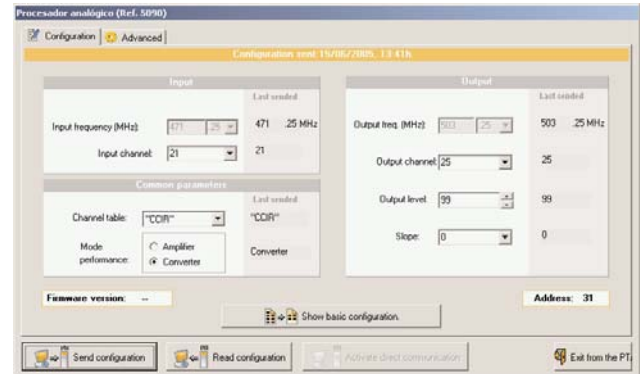 Procesador analógico (Ref. 5090)
Configuration Advanced
Configuration sent 15/06/2005, 13:41h
Input
Last sended
Input frequency (MHz): 471 .25 471 .25 MHz
Input channel: 21 21
Common parameters
Last sended
Channel table: "CCIR" "CCIR"
Mode performance: Amplifier Converter Converter
Output
Last sended
Output freq. (MHz): 503 .25 503 .25 MHz
Output channel: 25 25
Output level: 99 99
Slope: 0 0
Firmware version: --
Address: 31
Show basic configuration.
Send configuration Read configuration Activate direct communication Exit from the PT